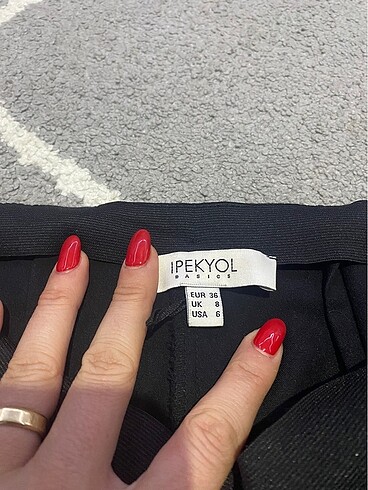 IPEKYOL
BASICS
EUR 36
UK 8
USA 6